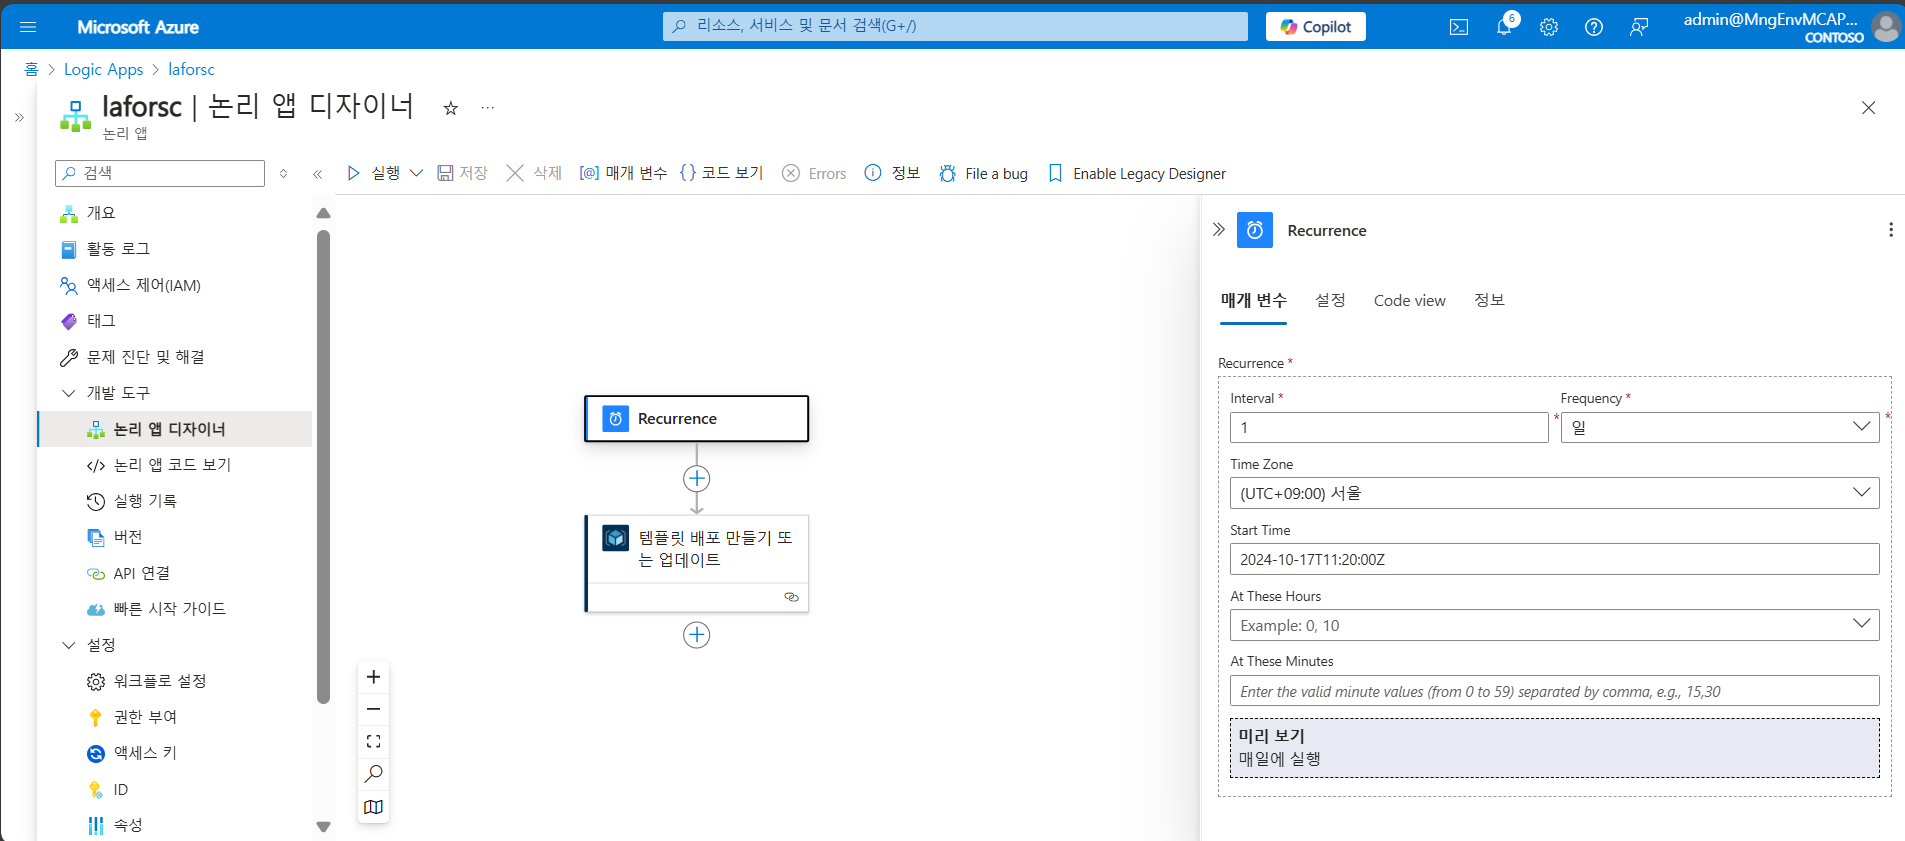 Microsoft Azure
리소스, 서비스 및 문서 검색(G+/)
Copilot
6
admin@MngEnvMCAP...
CONTOSO
홈 > Logic Apps > laforsc
laforsc | 논리 앱 디자이너
논리 앱
검색
실행
저장
삭제
[@] 매개 변수
{} 코드 보기
Errors
정보
File a bug
Enable Legacy Designer
개요
활동 로그
액세스 제어(IAM)
태그
문제 진단 및 해결
개발 도구
논리 앱 디자이너
논리 앱 코드 보기
실행 기록
버전
API 연결
빠른 시작 가이드
설정
워크플로 설정
권한 부여
액세스 키
ID
속성
Recurrence
템플릿 배포 만들기 또
는 업데이트
Recurrence
매개 변수
설정
Code view
정보
Recurrence *
Interval *
Frequency *
1 *
일 *
Time Zone
(UTC+09:00) 서울
Start Time
2024-10-17T11:20:00Z
At These Hours
Example: 0, 10
At These Minutes
Enter the valid minute values (from 0 to 59) separated by comma, e.g., 15,30
미리 보기
매일에 실행